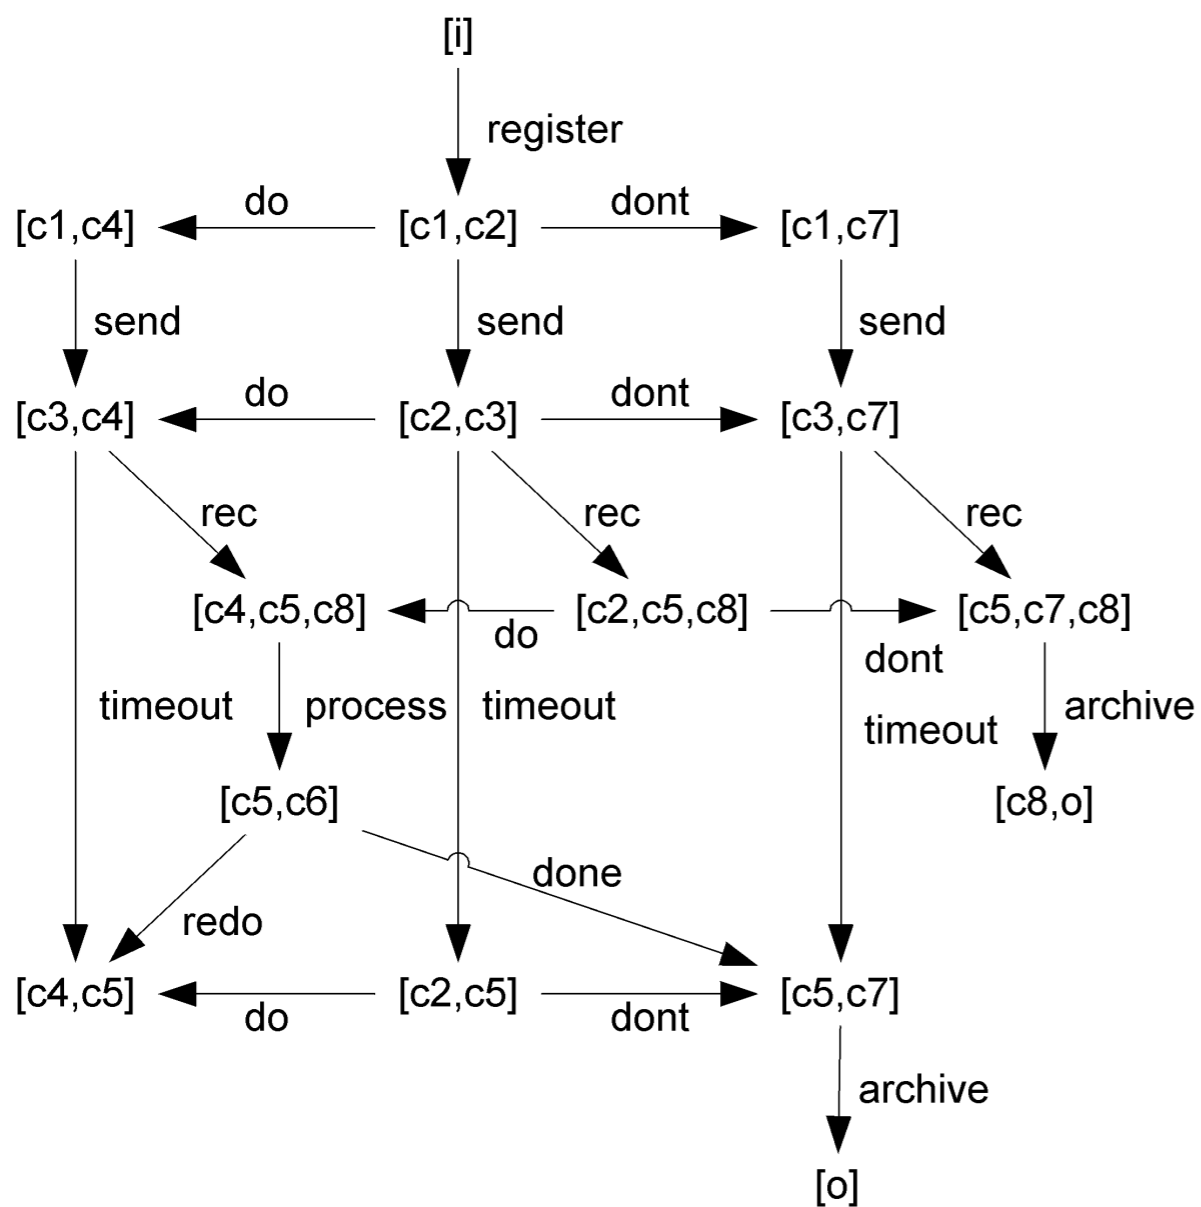 [i]
register
do
dont
[c1,c4]
[c1,c2]
[c1,c7]
send
send
send
do
dont
[c3,c4]
[c2,c3]
[c3,c7]
rec
rec
rec
[c4,c5,c8]
[c2,c5,c8]
[c5,c7,c8]
do
dont
timeout
process
timeout
timeout
archive
[c5,c6]
[c8,o]
done
redo
[c4,c5]
[c2,c5]
[c5,c7]
do
dont
archive
[o]